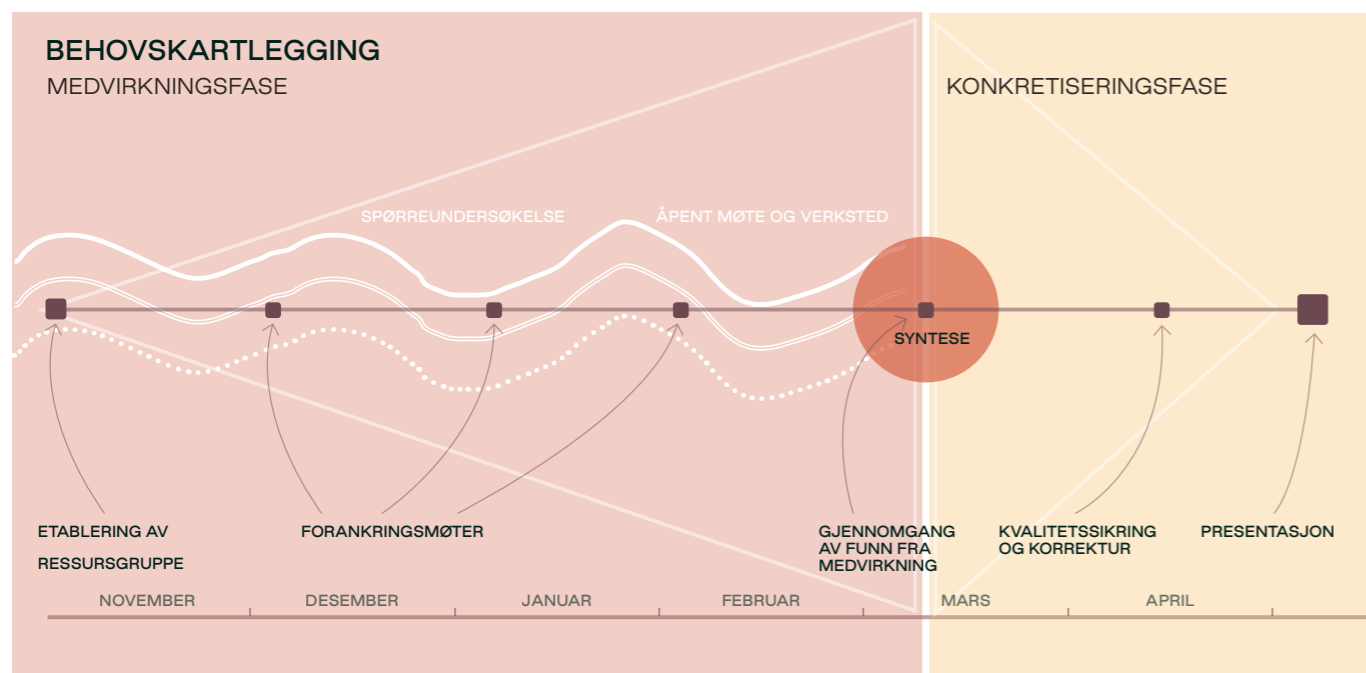 BEHOVSKARTLEGGING
MEDVIRKNINGSFASE
KONKRETISERINGSFASE
SPØRREUNDERSØKELSE
ÅPENT MØTE OG VERKSTED
SYNTESE
ETABLERING AV
RESSURSGRUPPE
FORANKRINGSMØTER
GJENNOMGANG
AV FUNN FRA
MEDVIRKNING
KVALITETSSIKRING
OG KORREKTUR
PRESENTASJON
NOVEMBER
DESEMBER
JANUAR
FEBRUAR
MARS
APRIL